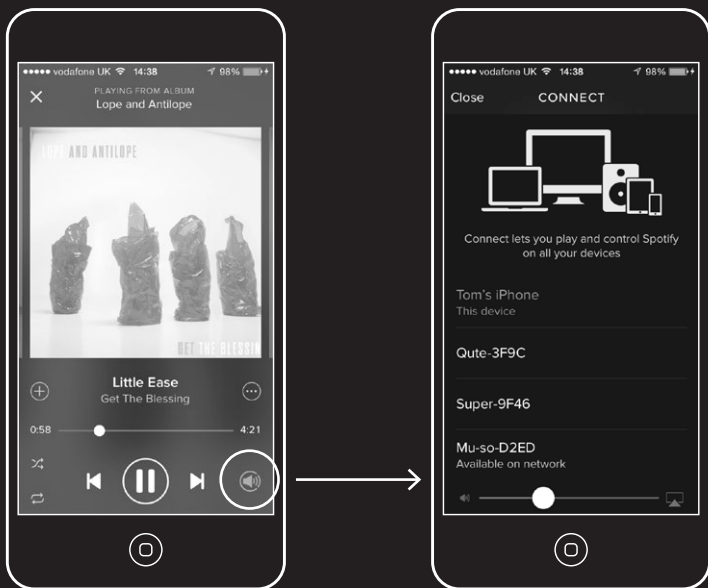 vodafone UK 14:38 98%
PLAYING FROM ALBUM
Lope and Antilope
LOPE AND ANTILOPE
GET THE BLESSIN
Little Ease
Get The Blessing
0:58 4:21
vodafone UK 14:38 98%
Close CONNECT
Connect lets you play and control Spotify
on all your devices
Tom's iPhone
This device
Qute-3F9C
Super-9F46
Mu-so-D2ED
Available on network